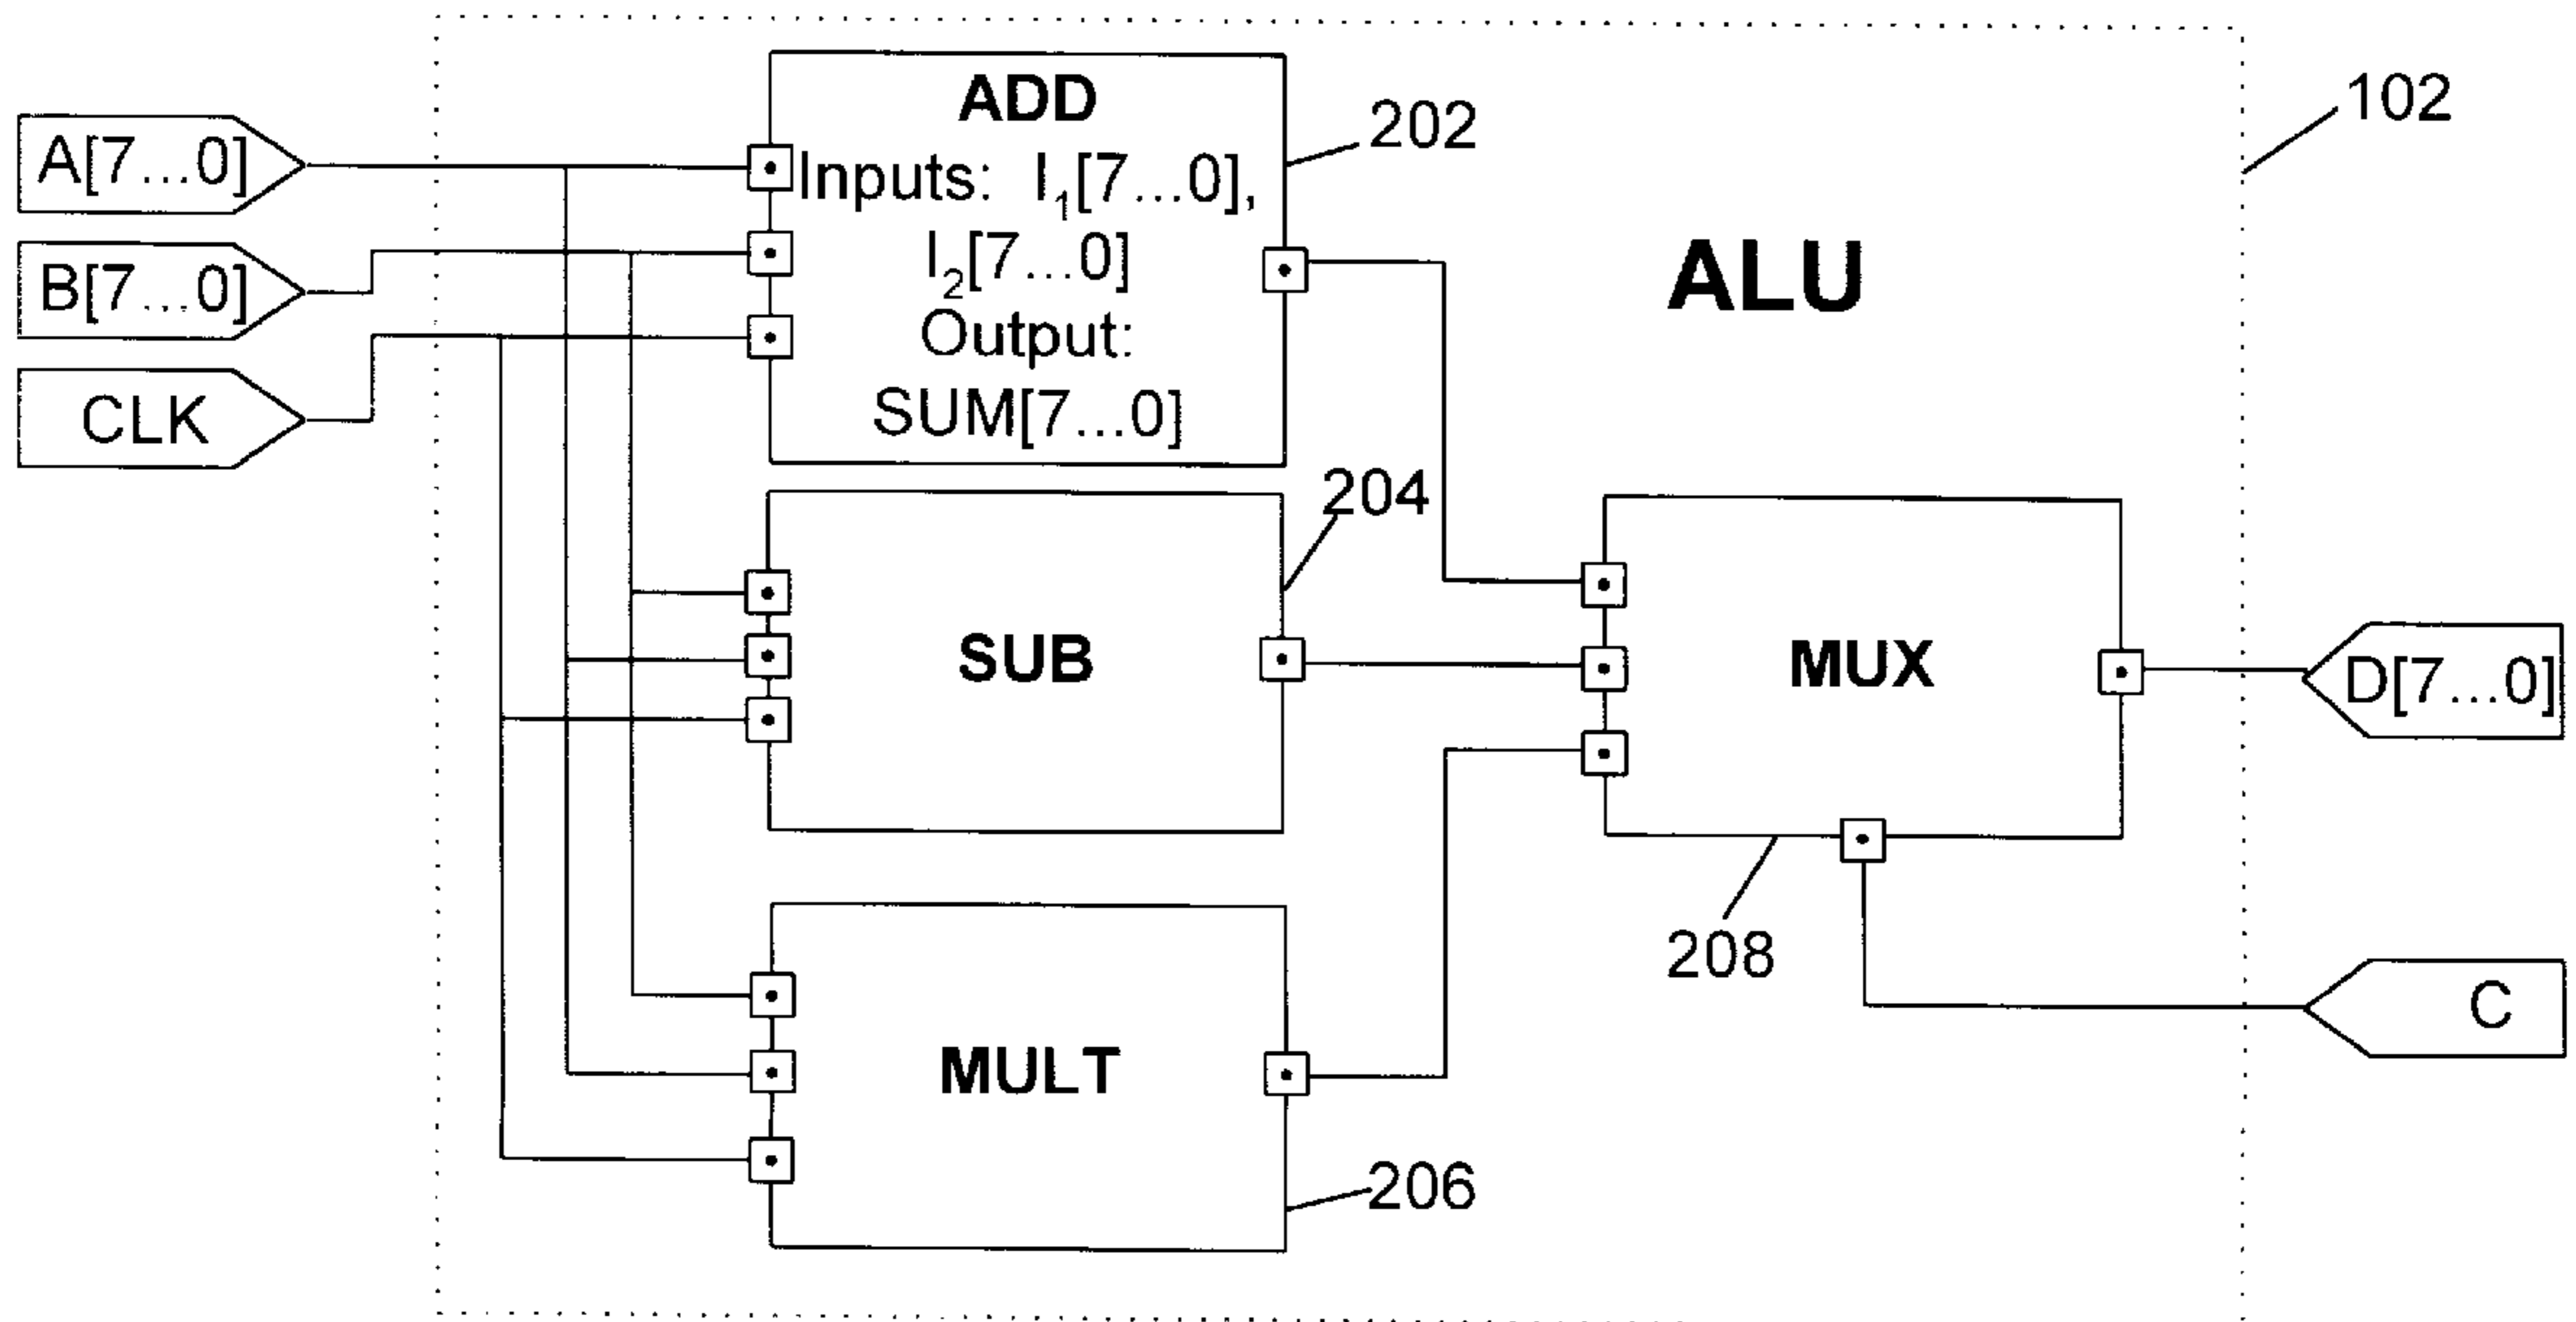 ADD
Inputs: I₁[7...0],
I₂[7...0]
Output:
SUM[7...0]
202
102
A[7...0]
B[7...0]
CLK
ALU
204
SUB
MUX
D[7...0]
208
C
MULT
206